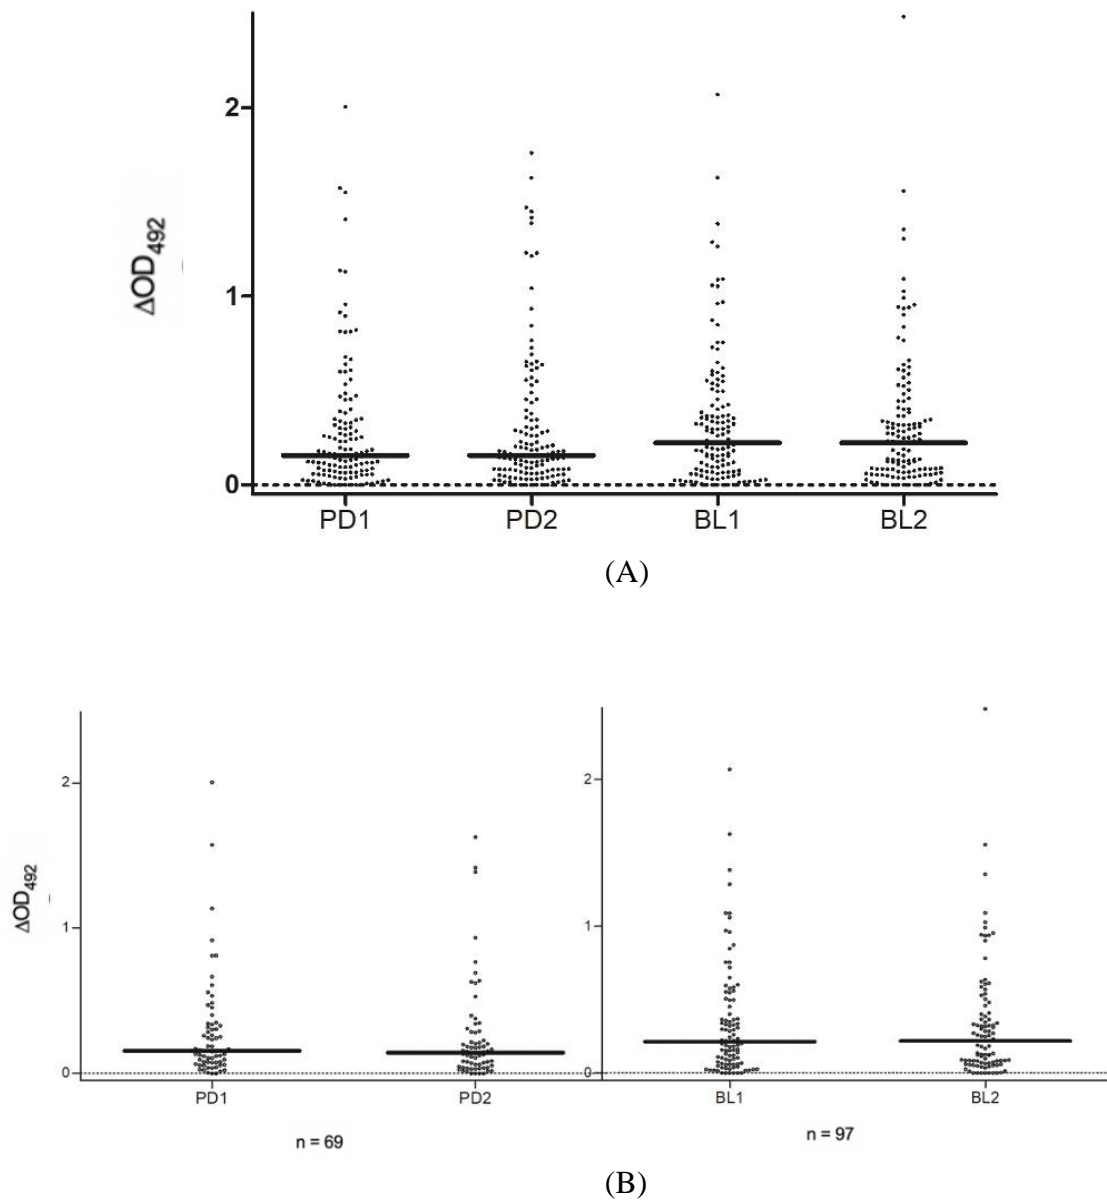 2
1
0
ΔOD492
PD1 PD2 BL1 BL2
(A)
2
1
0
ΔOD492
PD1 PD2
n = 69
2
1
0
BL1 BL2
n = 97
(B)